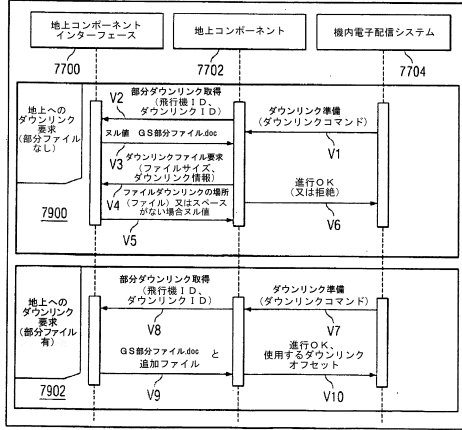 地上コンポーネント
インターフェース
地上コンポーネント
機内電子配信システム
7700
7702
7704
地上への
ダウンリンク
要求
(部分ファイル
なし)
7900
部分ダウンリンク取得
(飛行機ID、
ダウンリンクID)
V2
ダウンリンク準備
(ダウンリンクコマンド)
V1
ヌル値 GS部分ファイル.doc
V3
ダウンリンクファイル要求
(ファイルサイズ、
ダウンリンク情報)
V4
ファイルダウンリンクの場所
(ファイル)又はスペース
がない場合ヌル値
V5
進行OK
(又は拒絶)
V6
地上への
ダウンリンク
要求
(部分ファイル
有)
7902
部分ダウンリンク取得
(飛行機ID、
ダウンリンクID)
V8
ダウンリンク準備
(ダウンリンクコマンド)
V7
GS部分ファイル.doc と
追加ファイル
V9
進行OK、
使用するダウンリンク
オフセット
V10